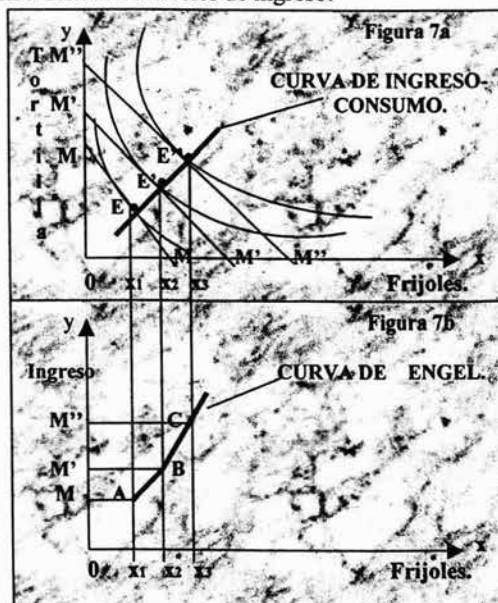 y
Figura 7a
T M''
o
r M'
t
i M
l
l
a
CURVA DE INGRESO-
CONSUMO.
E''
E'
E
M M' M'' x
0 x1 x2 x3 Frijoles.
y
Figura 7b
Ingreso
CURVA DE ENGEL.
M'' C
M' B
M A
x
0 x1 x2 x3 Frijoles.